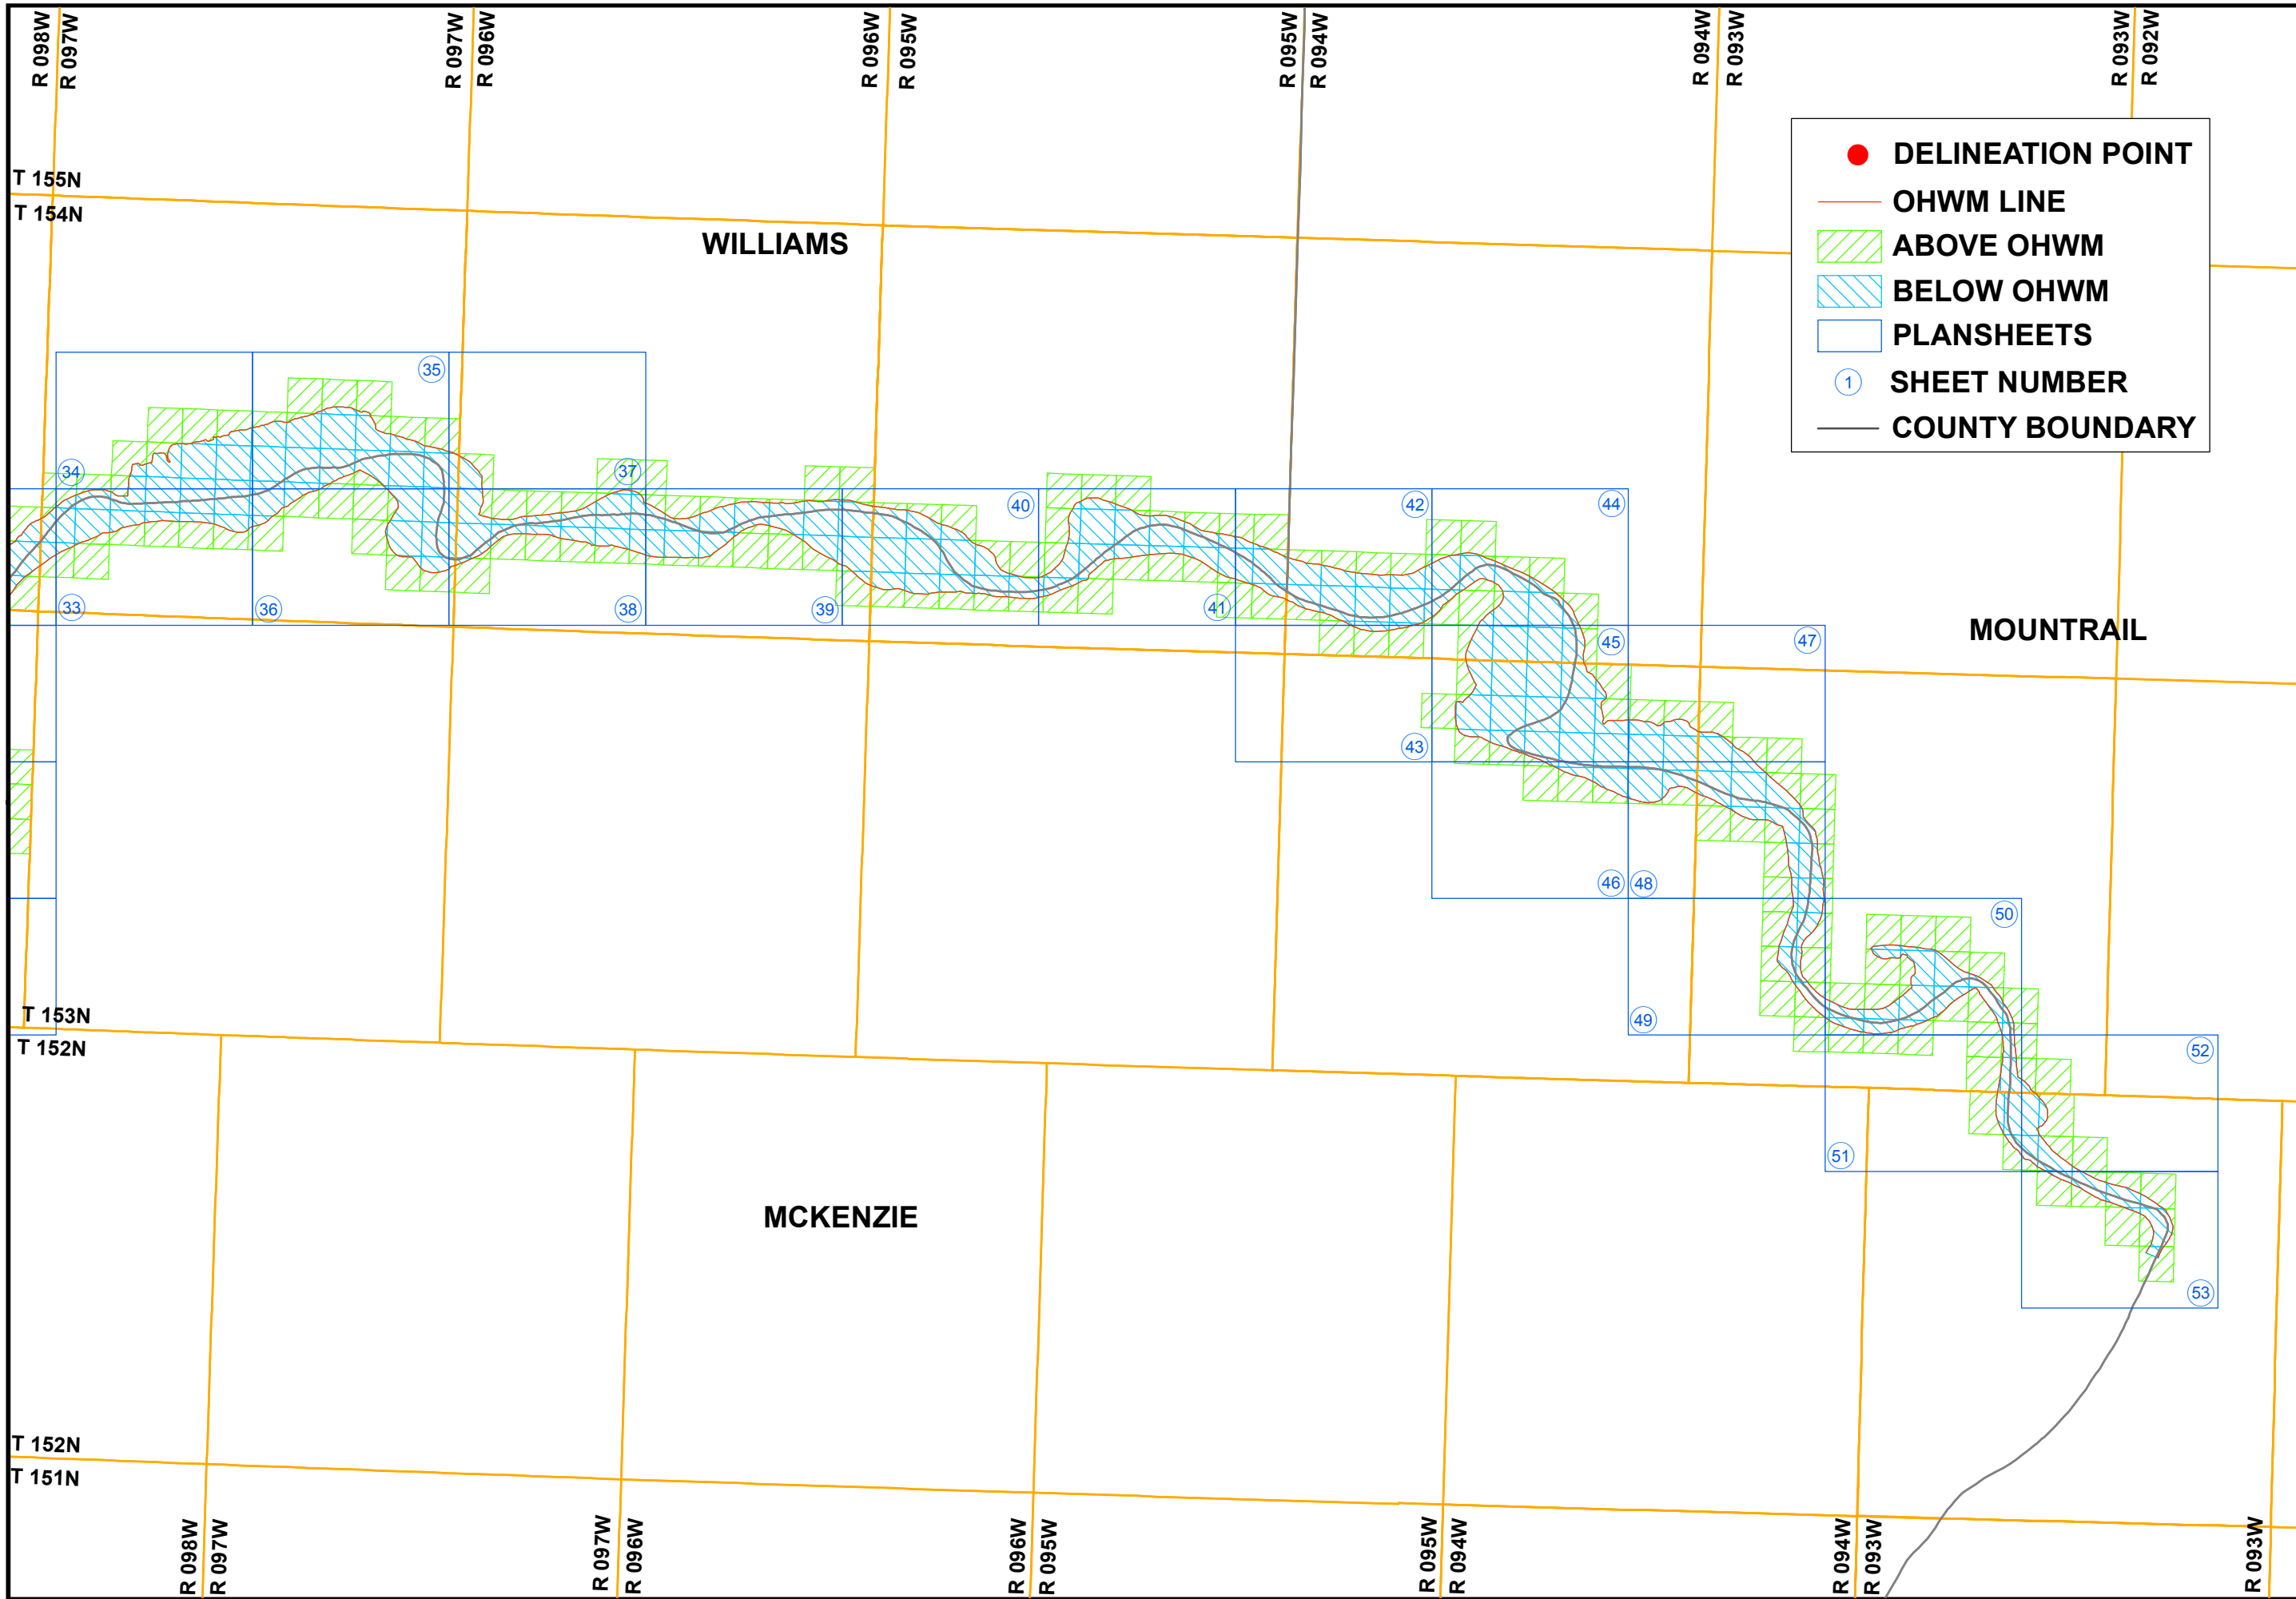 R 098W
R 097W
R 097W
R 096W
R 096W
R 095W
R 095W
R 094W
R 094W
R 093W
R 093W
R 092W
DELINEATION POINT
OHWM LINE
ABOVE OHWM
BELOW OHWM
PLANSHEETS
1 SHEET NUMBER
COUNTY BOUNDARY
T 155N
T 154N
WILLIAMS
35
34
37
40
42
44
33
36
38
39
41
45
47
MOUNTRAIL
43
46
48
50
49
T 153N
T 152N
52
51
MCKENZIE
53
T 152N
T 151N
R 098W
R 097W
R 097W
R 096W
R 096W
R 095W
R 095W
R 094W
R 094W
R 093W
R 093W